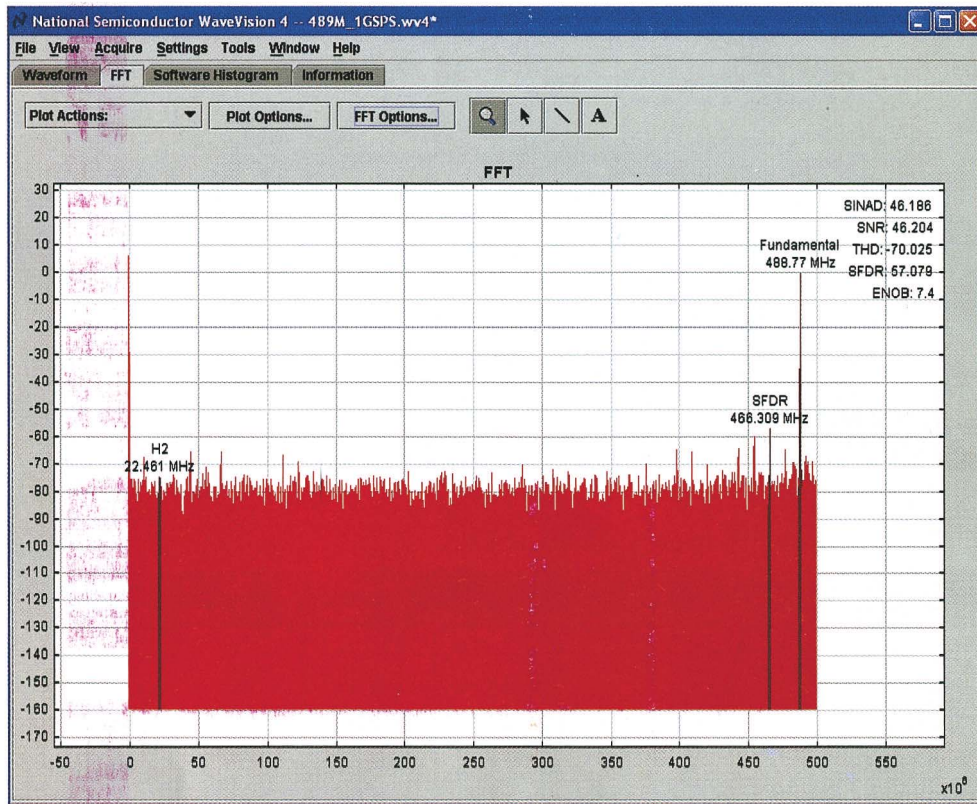 National Semiconductor WaveVision 4 -- 489M_1GSPS.wv4*
File View Acquire Settings Tools Window Help
Waveform FFT Software Histogram Information
Plot Actions: Plot Options... FFT Options... A
FFT
SINAD: 46.186
SNR: 46.204
THD: -70.025
SFDR: 57.079
ENOB: 7.4
Fundamental
488.77 MHz
SFDR
466.309 MHz
H2
22.461 MHz
30
20
10
0
-10
-20
-30
-40
-50
-60
-70
-80
-90
-100
-110
-120
-130
-140
-150
-160
-170
-50 0 50 100 150 200 250 300 350 400 450 500 550
x10⁶